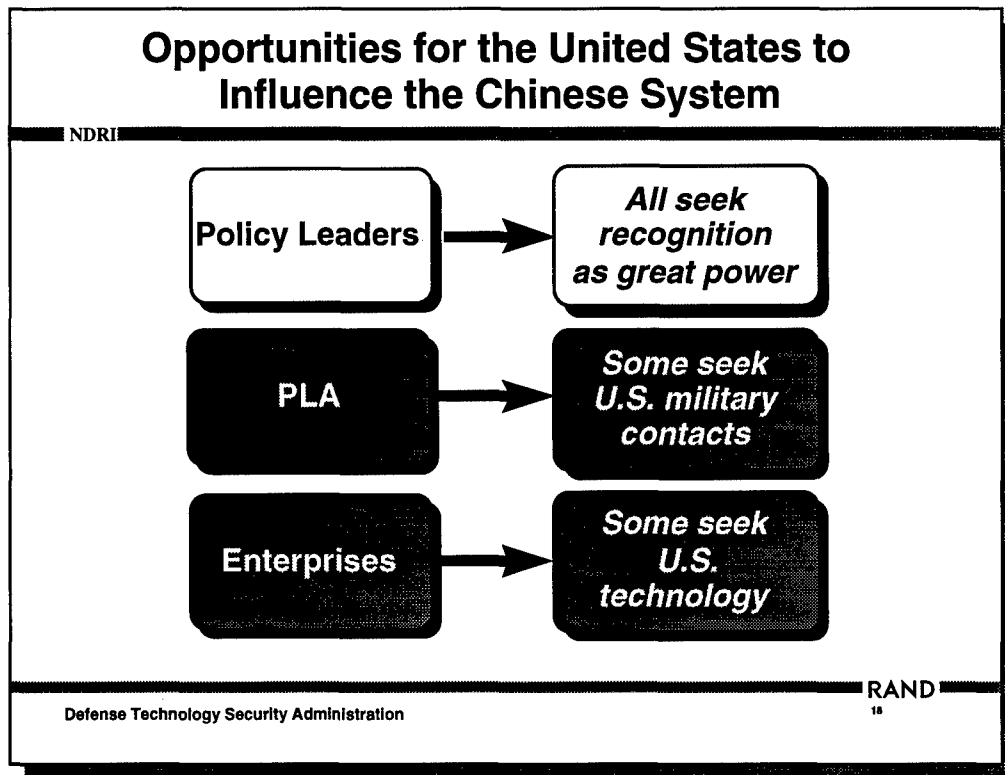 Opportunities for the United States to
Influence the Chinese System
NDRI
Policy Leaders
All seek
recognition
as great power
PLA
Some seek
U.S. military
contacts
Enterprises
Some seek
U.S.
technology
RAND
Defense Technology Security Administration
18